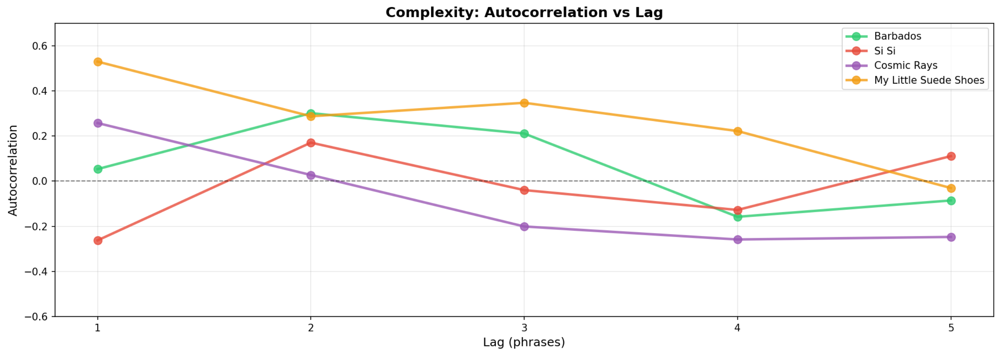 Complexity: Autocorrelation vs Lag
Barbados
Si Si
Cosmic Rays
My Little Suede Shoes
Autocorrelation
0.6
0.4
0.2
0.0
−0.2
−0.4
−0.6
1 2 3 4 5
Lag (phrases)